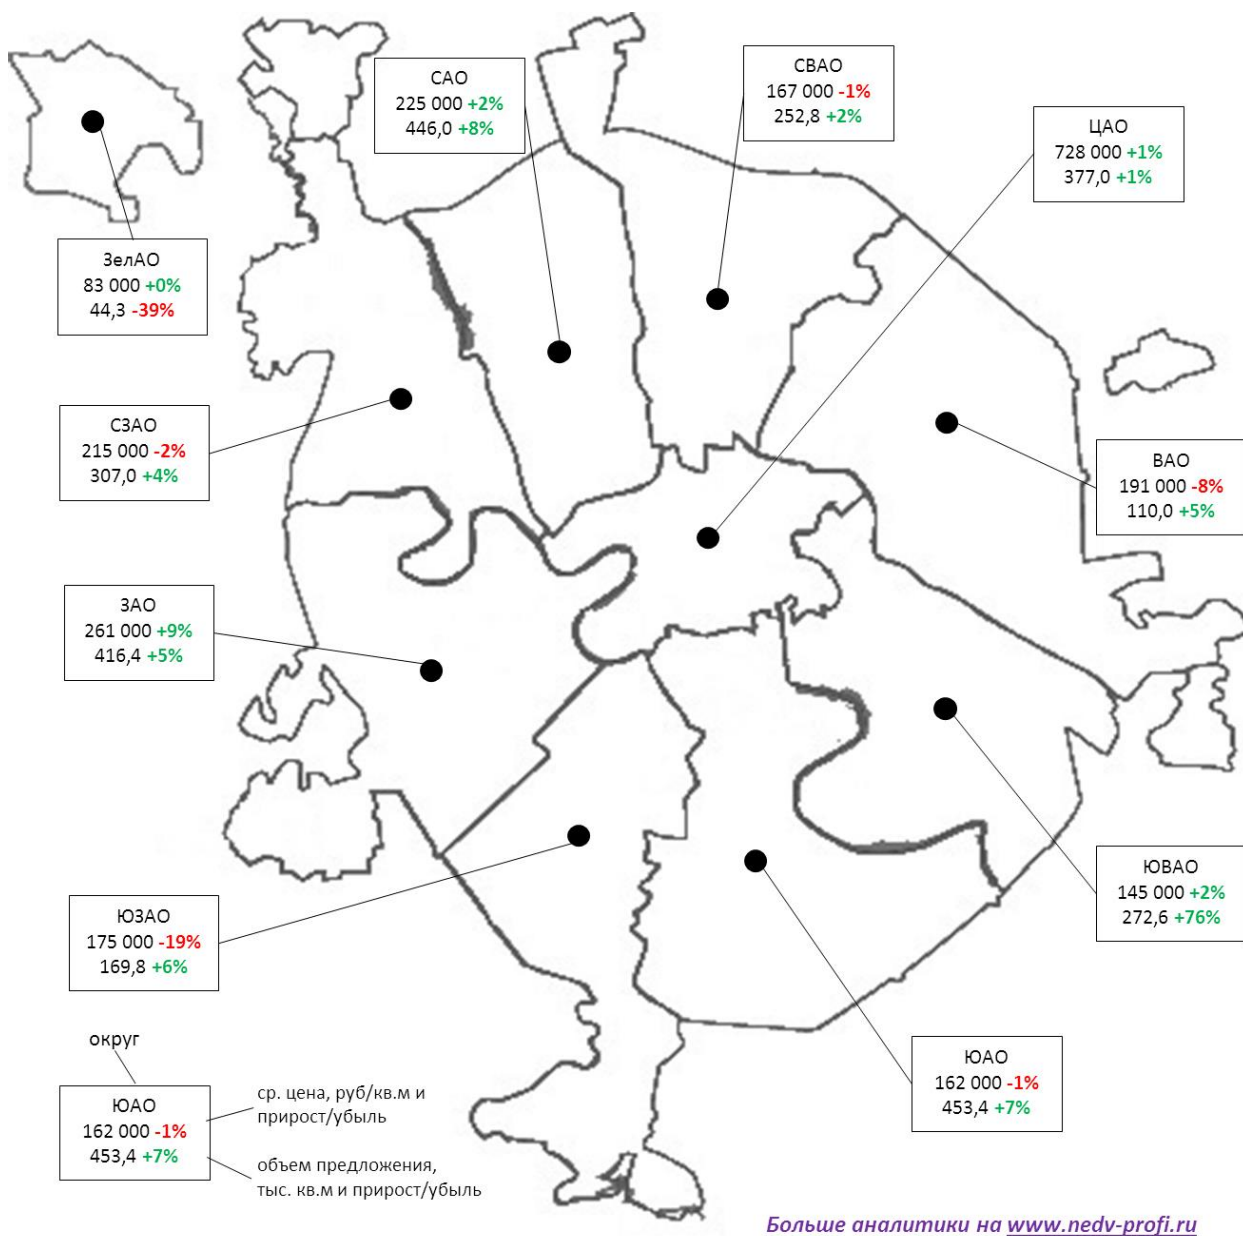 САО
225 000 +2%
446,0 +8%
СВАО
167 000 -1%
252,8 +2%
ЦАО
728 000 +1%
377,0 +1%
ЗелАО
83 000 +0%
44,3 -39%
СЗАО
215 000 -2%
307,0 +4%
ВАО
191 000 -8%
110,0 +5%
ЗАО
261 000 +9%
416,4 +5%
ЮВАО
145 000 +2%
272,6 +76%
ЮЗАО
175 000 -19%
169,8 +6%
ЮАО
162 000 -1%
453,4 +7%
округ
ЮАО
162 000 -1%
453,4 +7%
ср. цена, руб/кв.м и
прирост/убыль
объем предложения,
тыс. кв.м и прирост/убыль
Больше аналитики на www.nedv-profi.ru